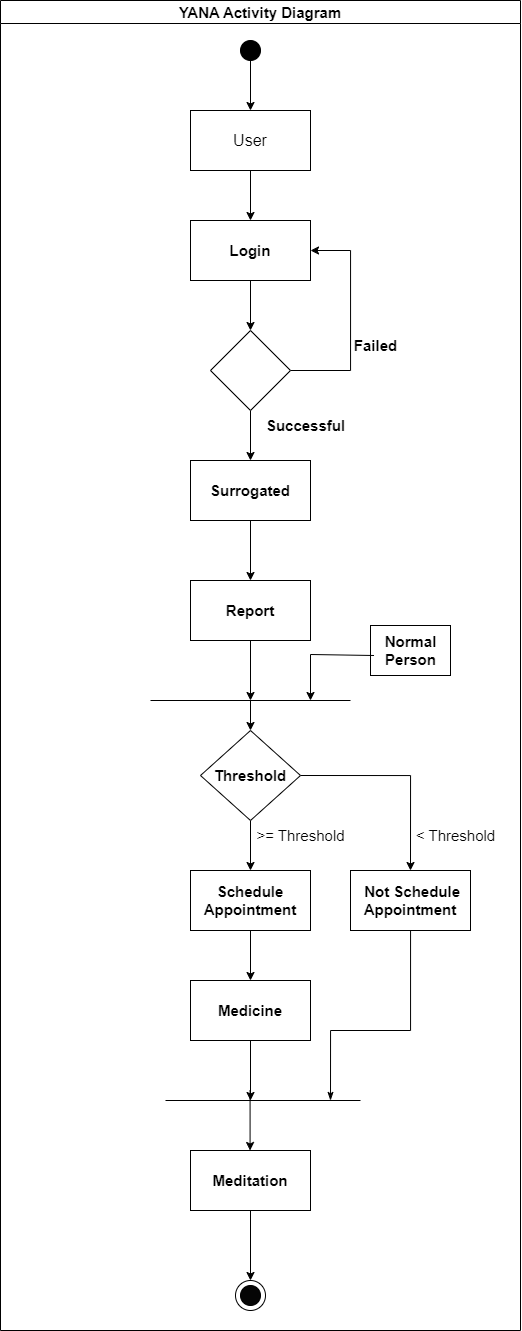 YANA Activity Diagram
User
Login
Failed
Successful
Surrogated
Report
Normal
Person
Threshold
>= Threshold
< Threshold
Schedule
Appointment
Not Schedule
Appointment
Medicine
Meditation